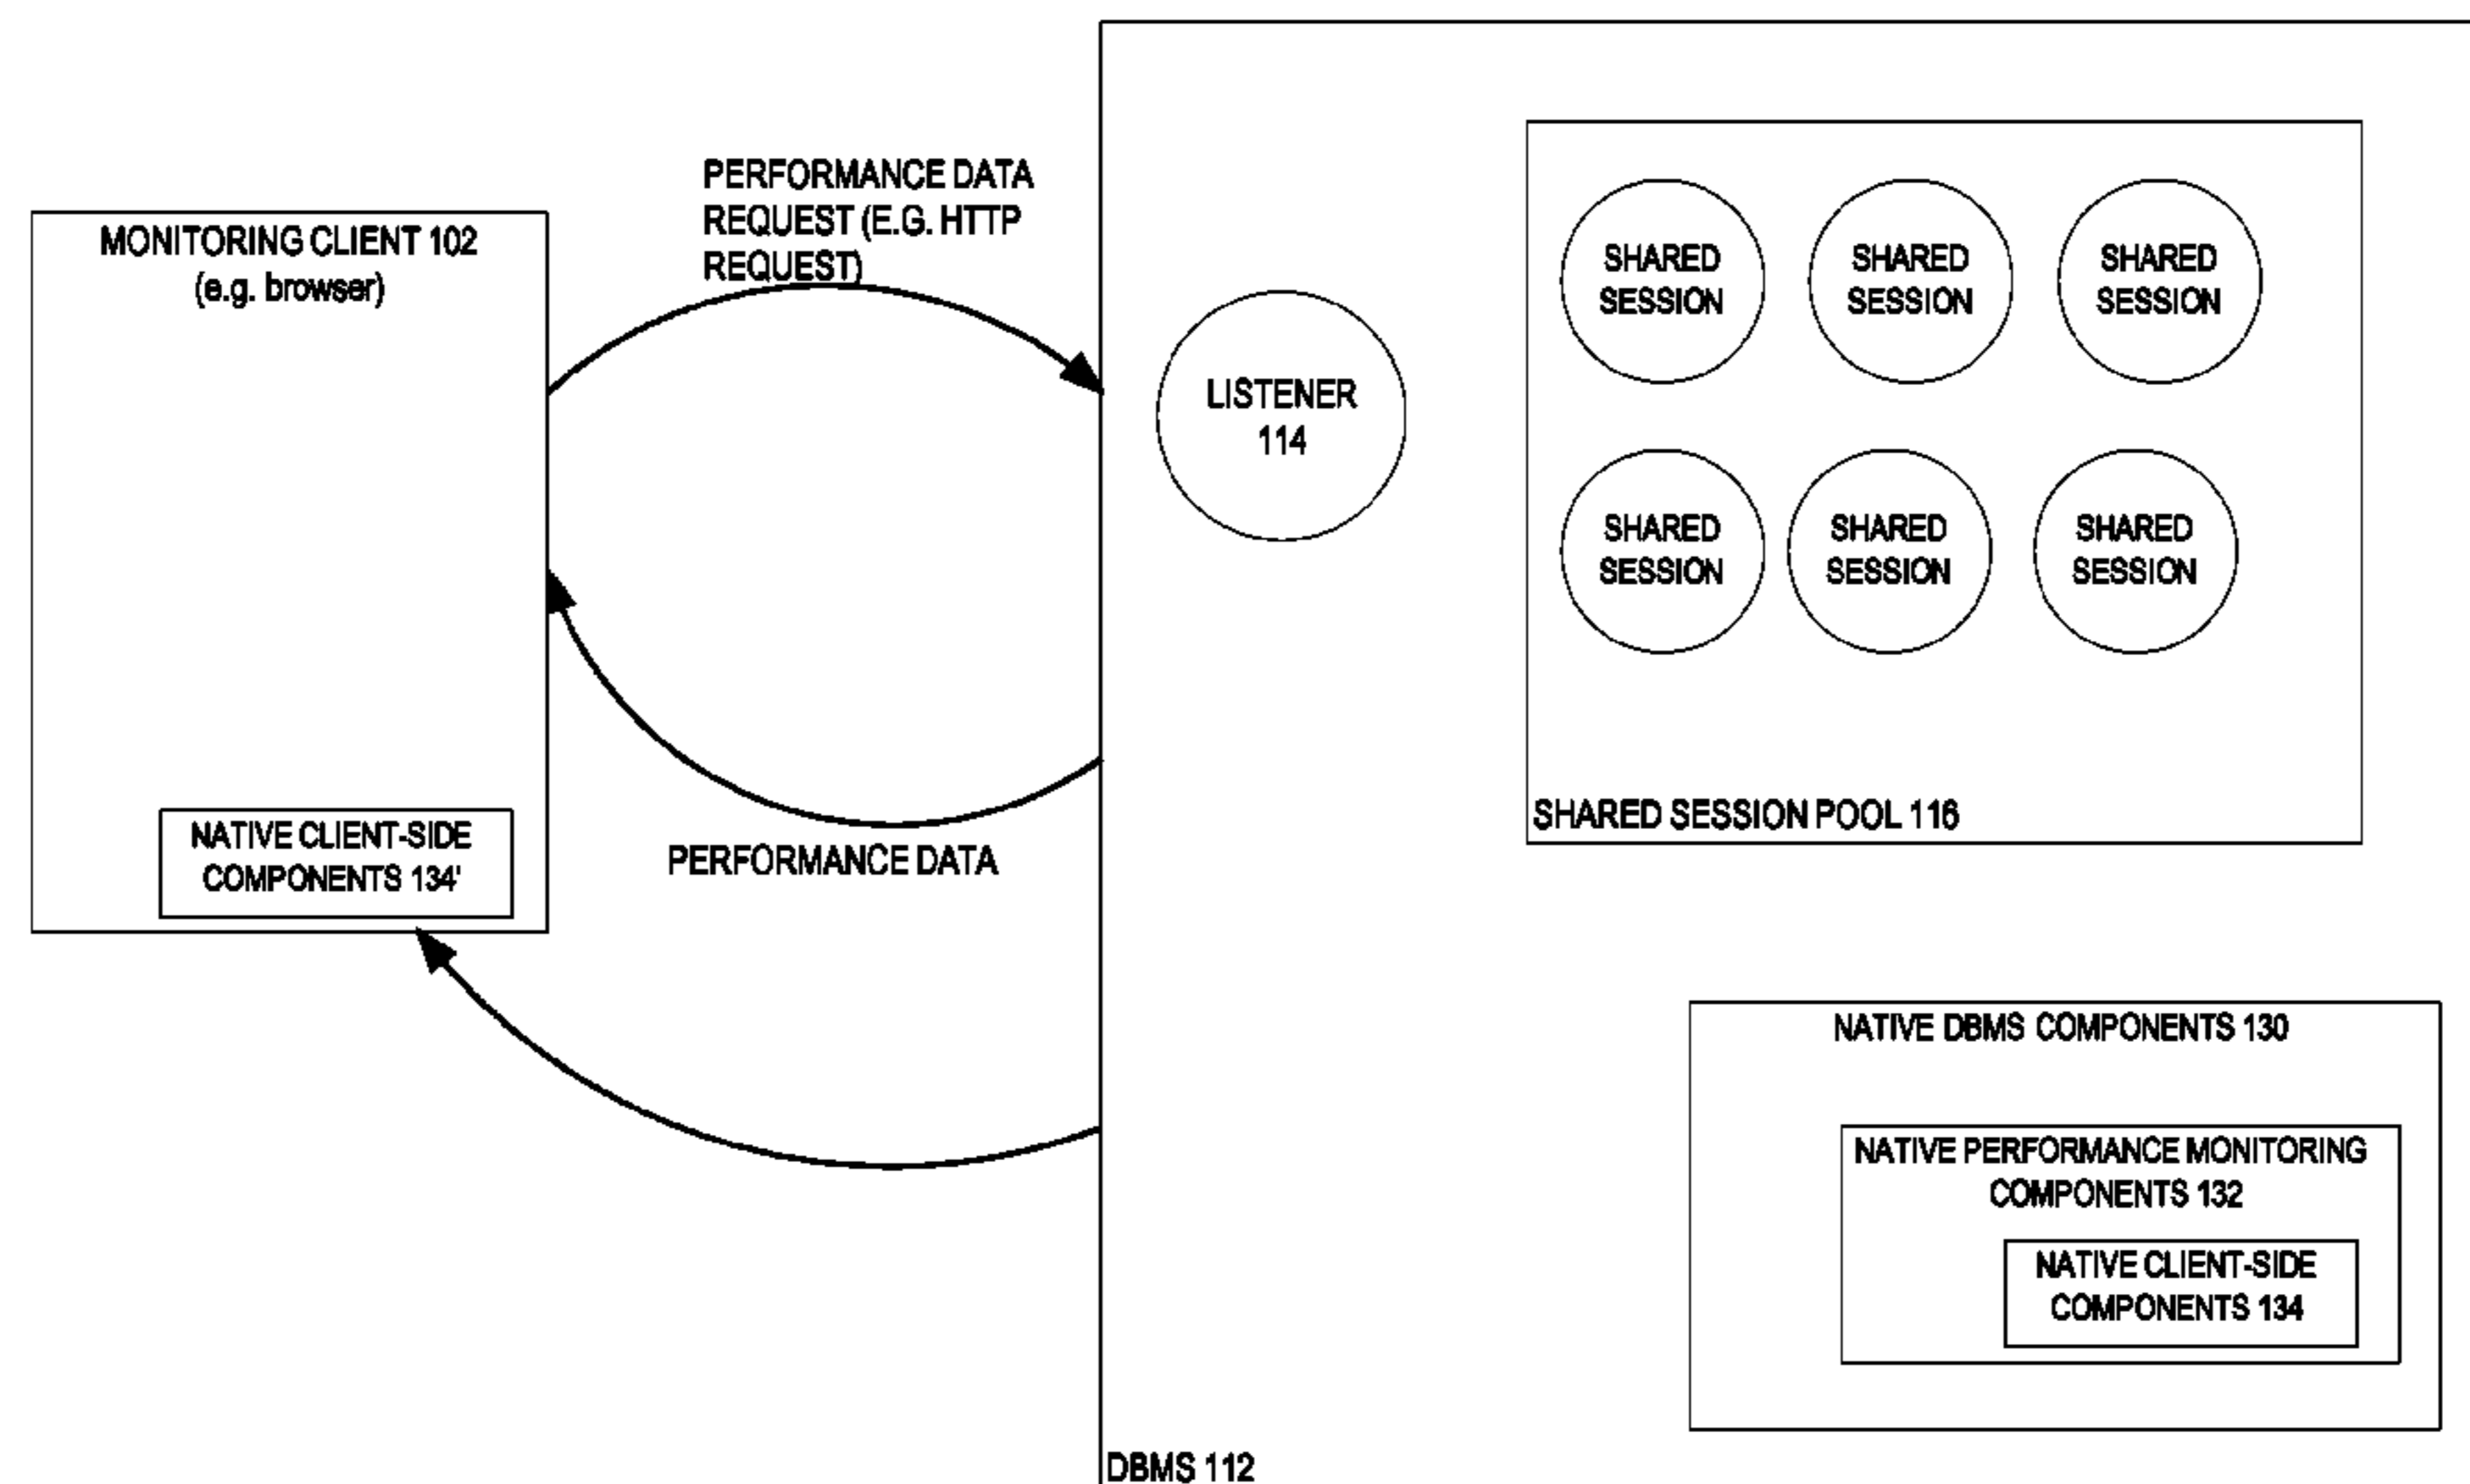 PERFORMANCE DATA
REQUEST (E.G. HTTP
REQUEST)
MONITORING CLIENT 102
(e.g. browser)
NATIVE CLIENT-SIDE
COMPONENTS 134'
PERFORMANCE DATA
LISTENER
114
SHARED
SESSION
SHARED
SESSION
SHARED
SESSION
SHARED
SESSION
SHARED
SESSION
SHARED
SESSION
SHARED SESSION POOL 116
NATIVE DBMS COMPONENTS 130
NATIVE PERFORMANCE MONITORING
COMPONENTS 132
NATIVE CLIENT-SIDE
COMPONENTS 134
DBMS 112